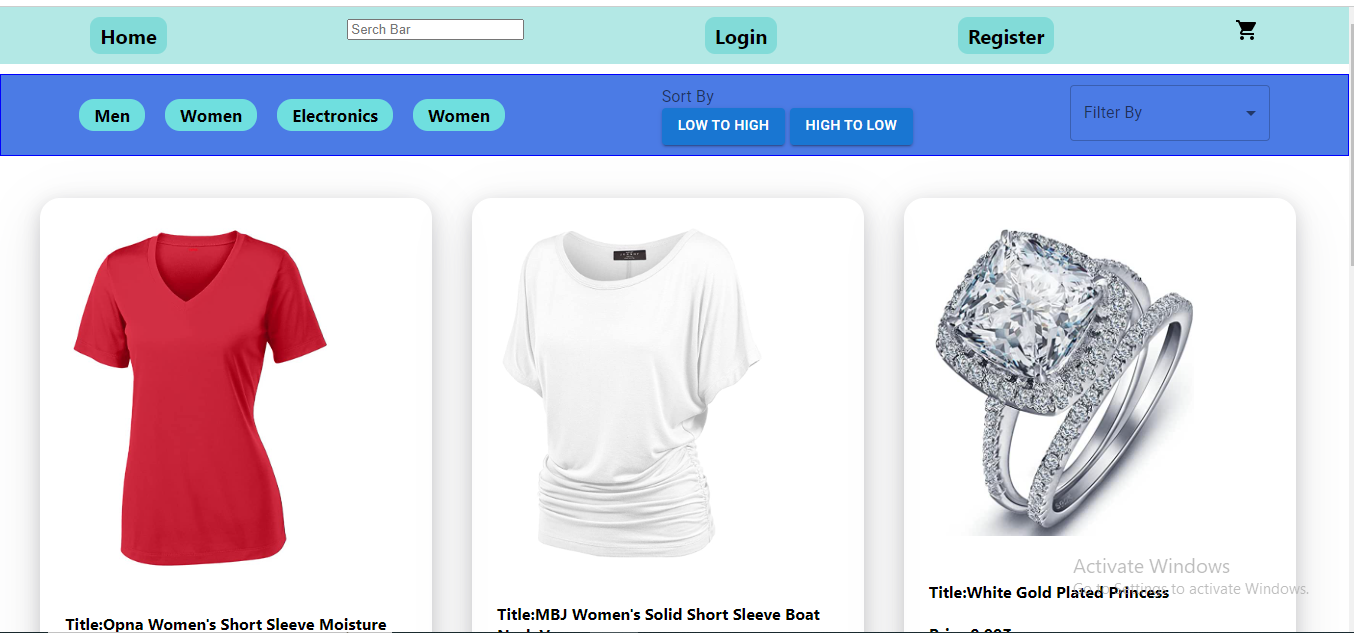 Home
Serch Bar
Login
Register
Men
Women
Electronics
Women
Sort By
LOW TO HIGH
HIGH TO LOW
Filter By
Activate Windows
Go to Settings to activate Windows.
Title:White Gold Plated Princess
Title:MBJ Women's Solid Short Sleeve Boat
Title:Opna Women's Short Sleeve Moisture